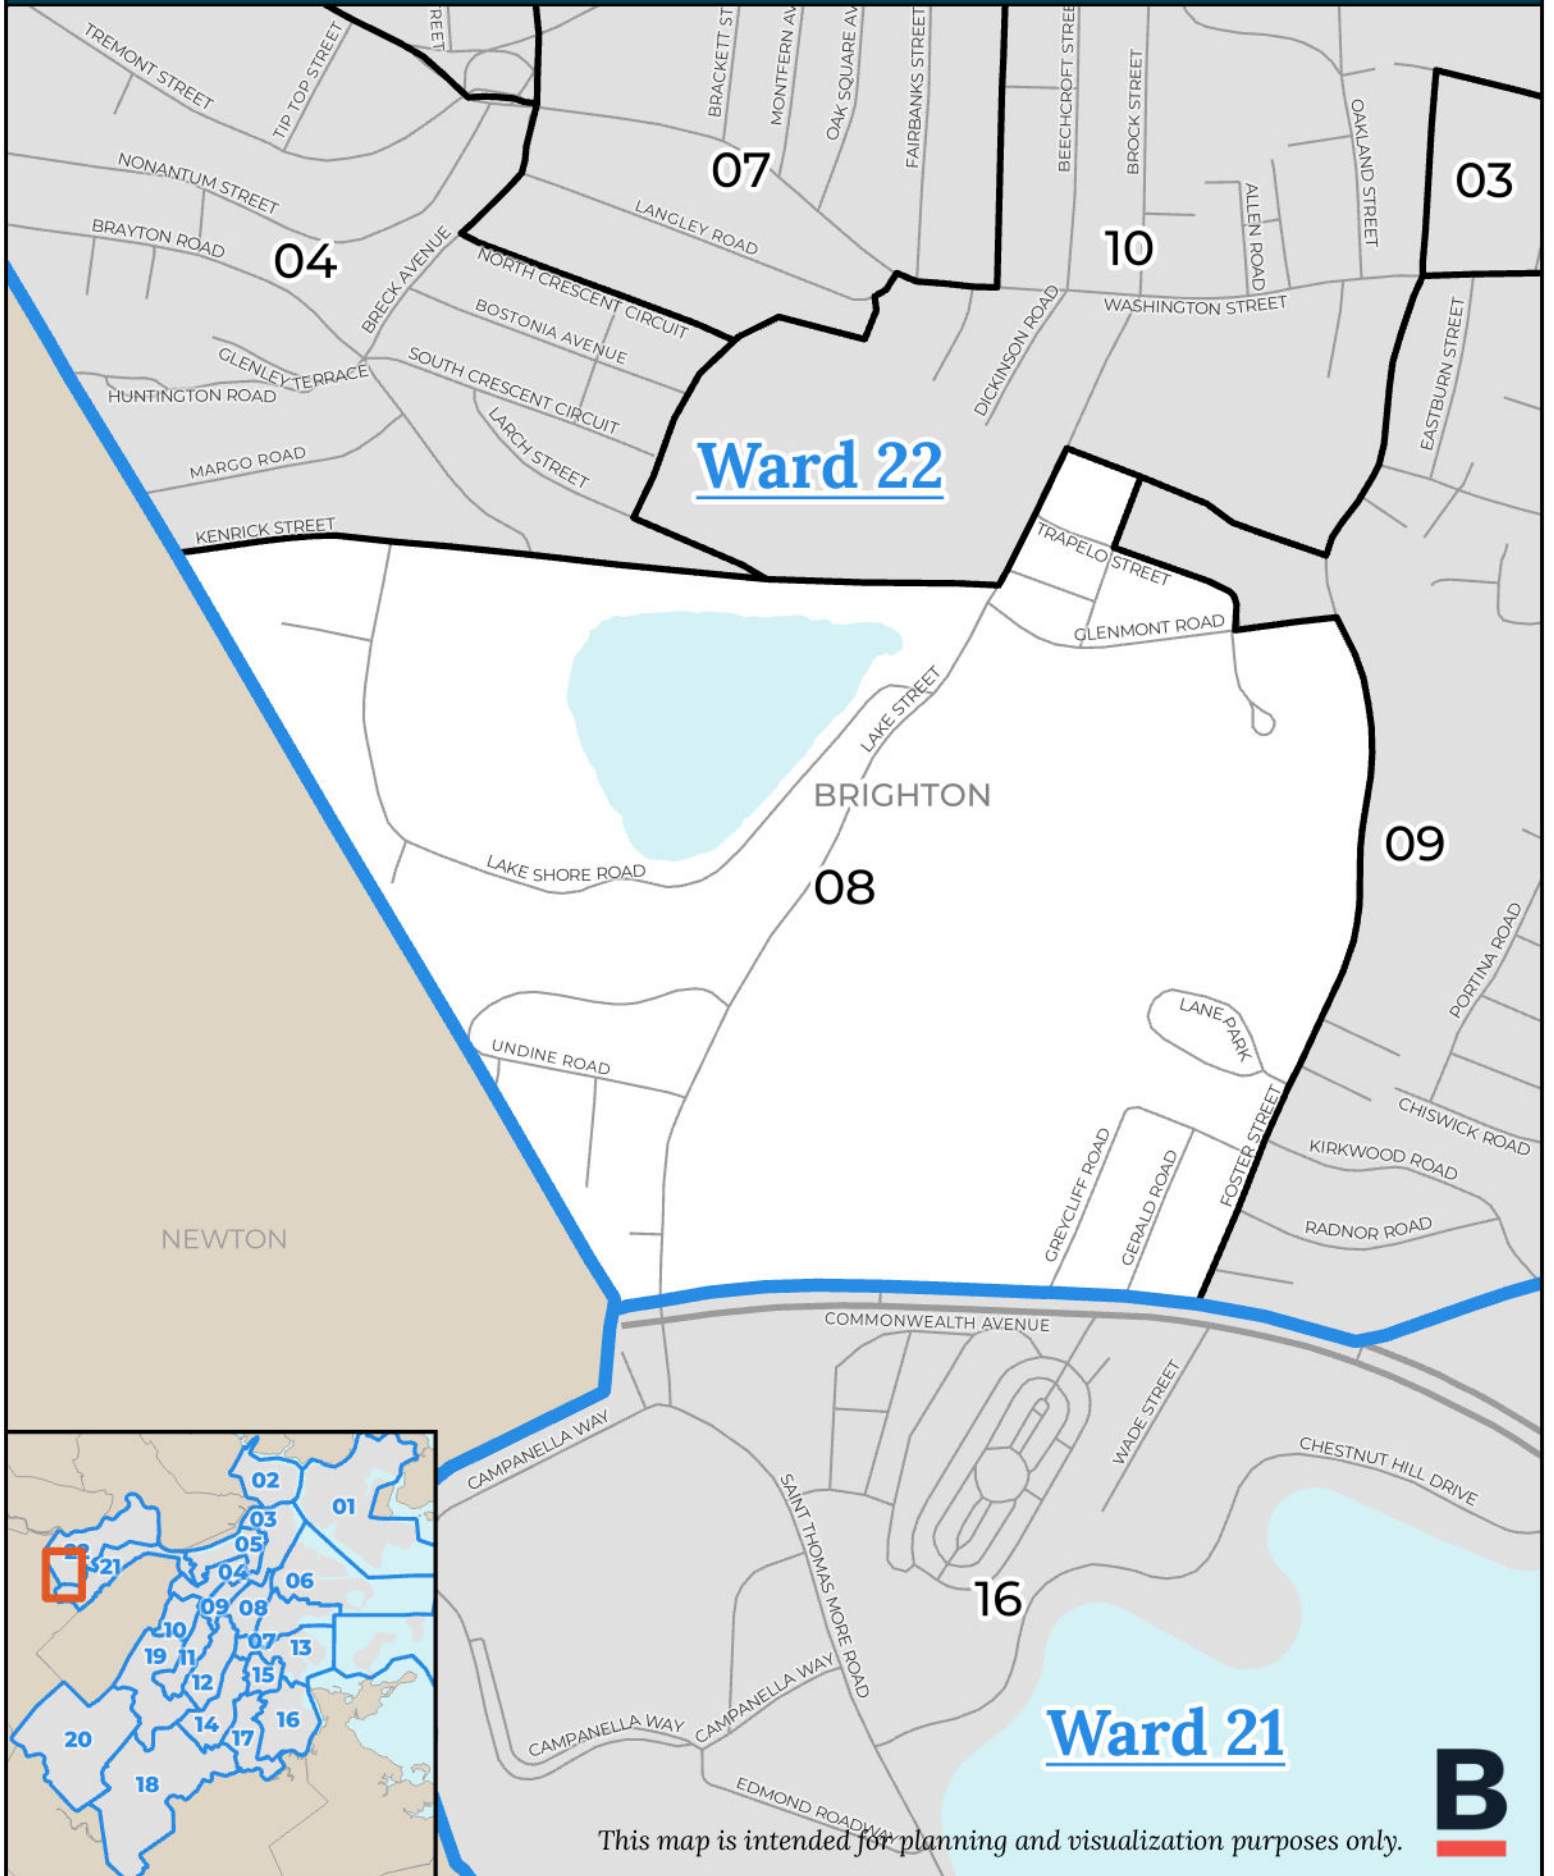 TREMONT STREET
TIP TOP STREET
REET
BRACKETT ST
MONTFERN AV
OAK SQUARE AV
FAIRBANKS STREET
BEECHCROFT STREE
BROCK STREET
OAKLAND STREET
ALLEN ROAD
03
07
10
04
NONANTUM STREET
BRAYTON ROAD
LANGLEY ROAD
BRECK AVENUE
NORTH CRESCENT CIRCUIT
BOSTONIA AVENUE
SOUTH CRESCENT CIRCUIT
WASHINGTON STREET
DICKINSON ROAD
EASTBURN STREET
GLENLEY TERRACE
HUNTINGTON ROAD
LARCH STREET
MARGO ROAD
Ward 22
KENRICK STREET
TRAPELO STREET
GLENMONT ROAD
LAKE STREET
BRIGHTON
09
08
LAKE SHORE ROAD
PORTINA ROAD
LANE PARK
UNDINE ROAD
CHISWICK ROAD
KIRKWOOD ROAD
FOSTER STREET
GREYCLIFF ROAD
GERALD ROAD
RADNOR ROAD
NEWTON
COMMONWEALTH AVENUE
WADE STREET
CAMPANELLA WAY
CHESTNUT HILL DRIVE
SAINT THOMAS MORE ROAD
16
CAMPANELLA WAY
CAMPANELLA WAY
Ward 21
EDMOND ROADWAY
02
01
03
05
22
21
04
06
09
08
10
07
13
19
11
12
15
14
17
16
20
18
B
This map is intended for planning and visualization purposes only.